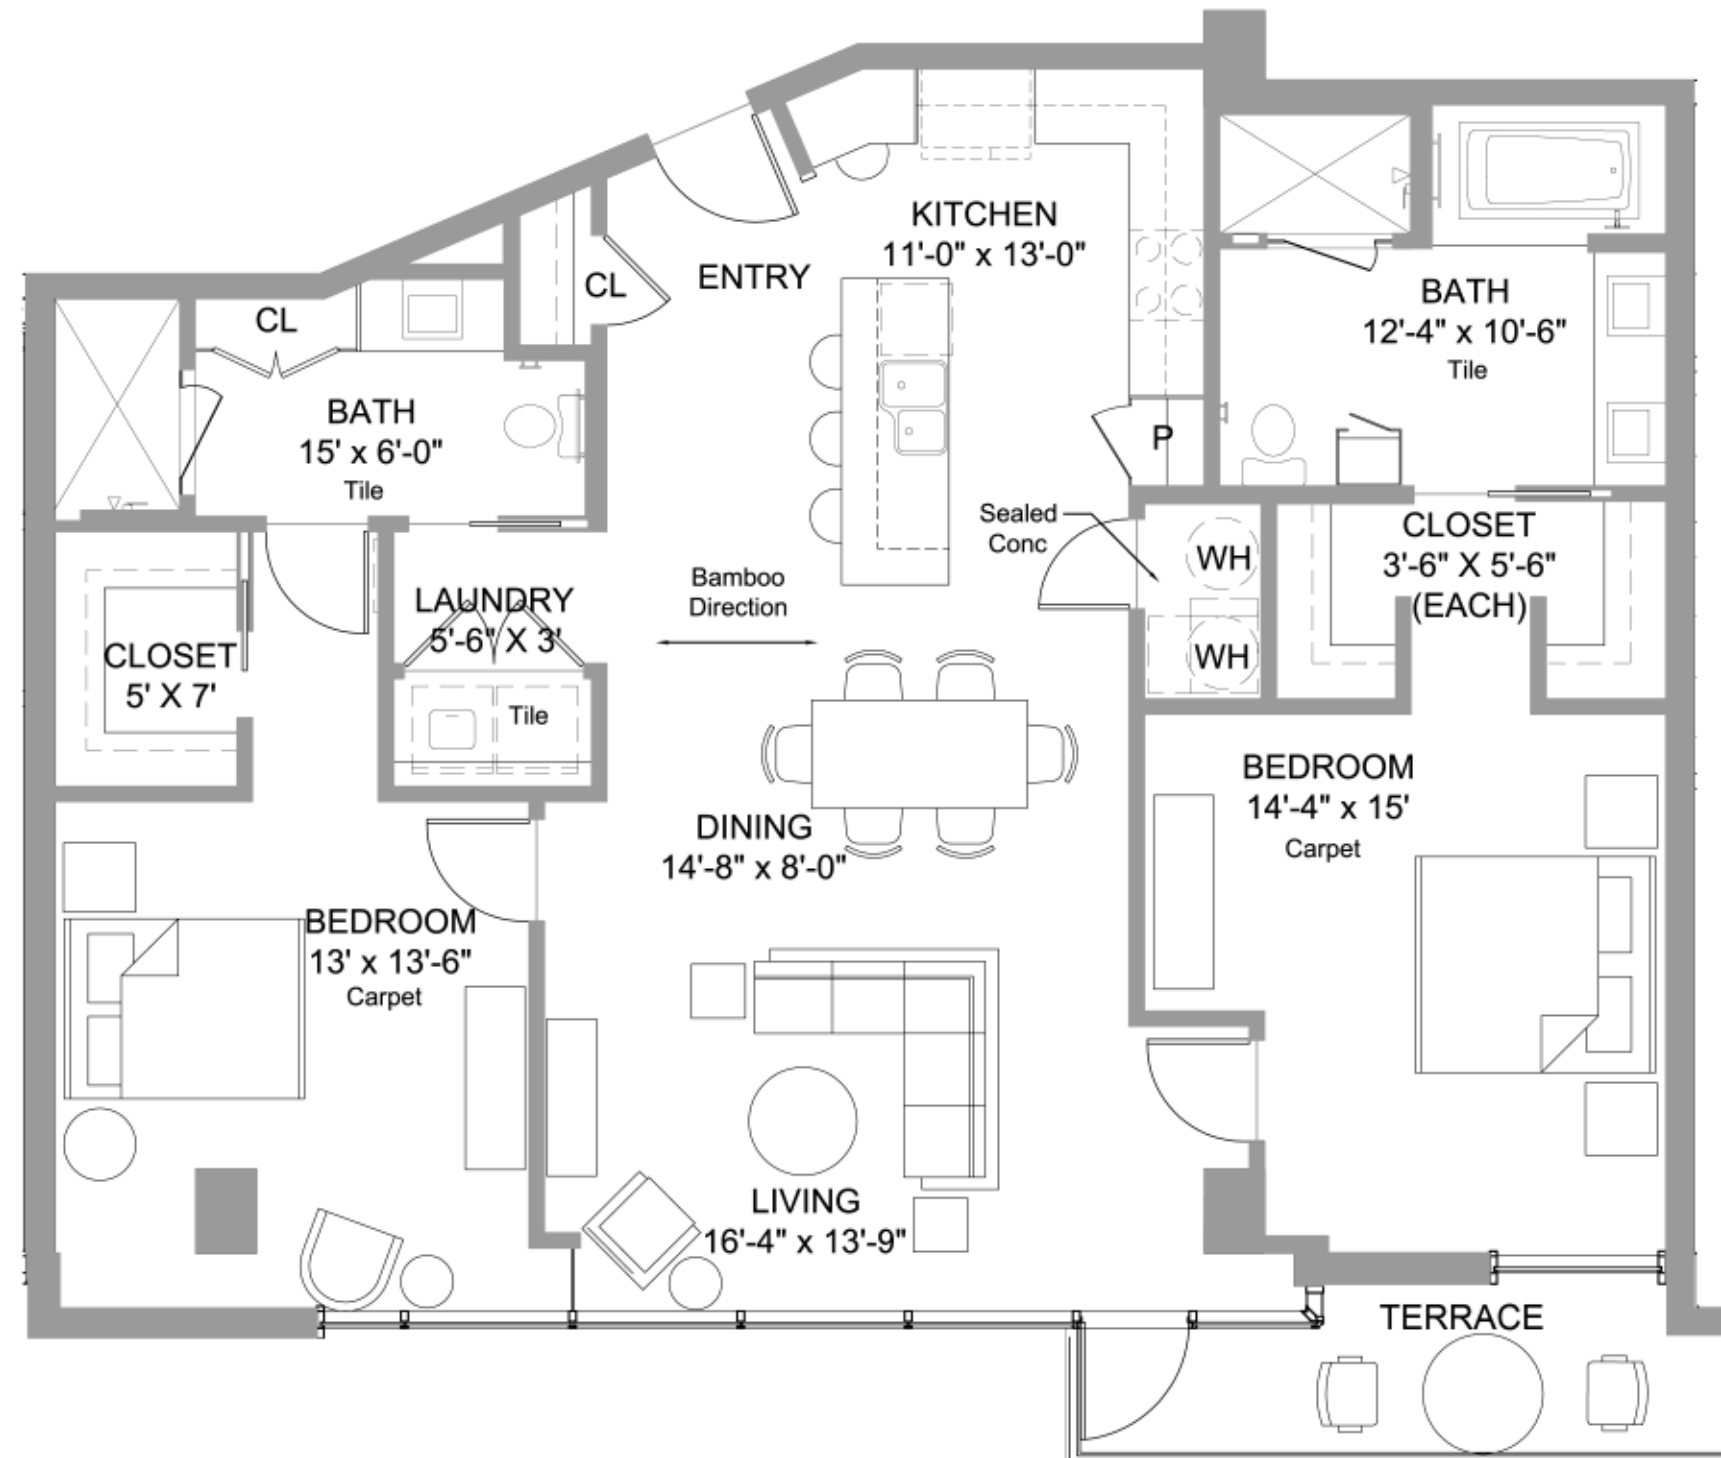 KITCHEN
11'-0" x 13'-0"
ENTRY
CL
CL
BATH
12'-4" x 10'-6"
Tile
BATH
15' x 6'-0"
Tile
P
Sealed
Conc
WH
WH
CLOSET
3'-6" X 5'-6"
(EACH)
Bamboo
Direction
LAUNDRY
5'-6" X 3'
Tile
CLOSET
5' X 7'
BEDROOM
14'-4" x 15'
Carpet
DINING
14'-8" x 8'-0"
BEDROOM
13' x 13'-6"
Carpet
LIVING
16'-4" x 13'-9"
TERRACE